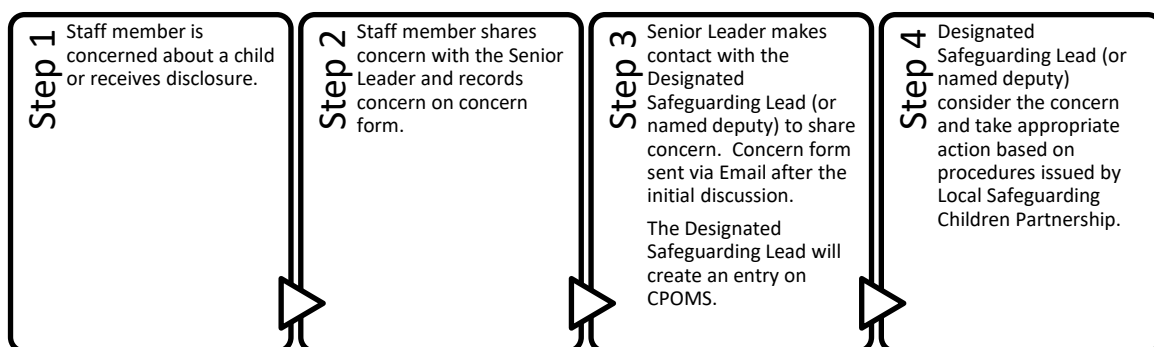 Step 1
Staff member is
concerned about a child
or receives disclosure.
Step 2
Staff member shares
concern with the Senior
Leader and records
concern on concern
form.
Step 3
Senior Leader makes
contact with the
Designated
Safeguarding Lead (or
named deputy) to share
concern.  Concern form
sent via Email after the
initial discussion.
The Designated
Safeguarding Lead will
create an entry on
CPOMS.
Step 4
Designated
Safeguarding Lead (or
named deputy)
consider the concern
and take appropriate
action based on
procedures issued by
Local Safeguarding
Children Partnership.